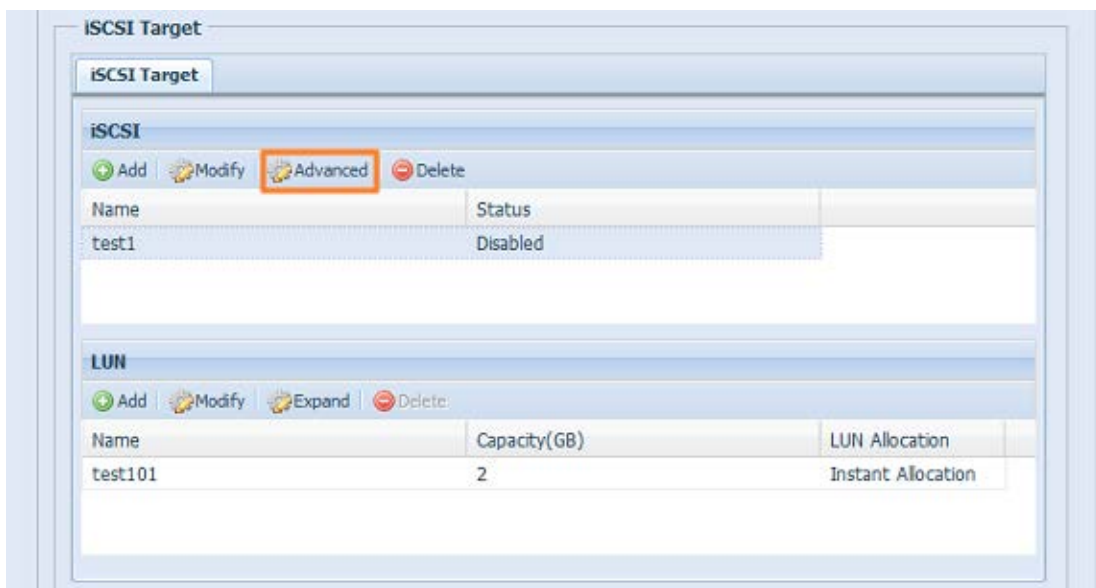 iSCSI Target
iSCSI Target
iSCSI
Add Modify Advanced Delete
Name Status
test1 Disabled
LUN
Add Modify Expand Delete
Name Capacity(GB) LUN Allocation
test101 2 Instant Allocation